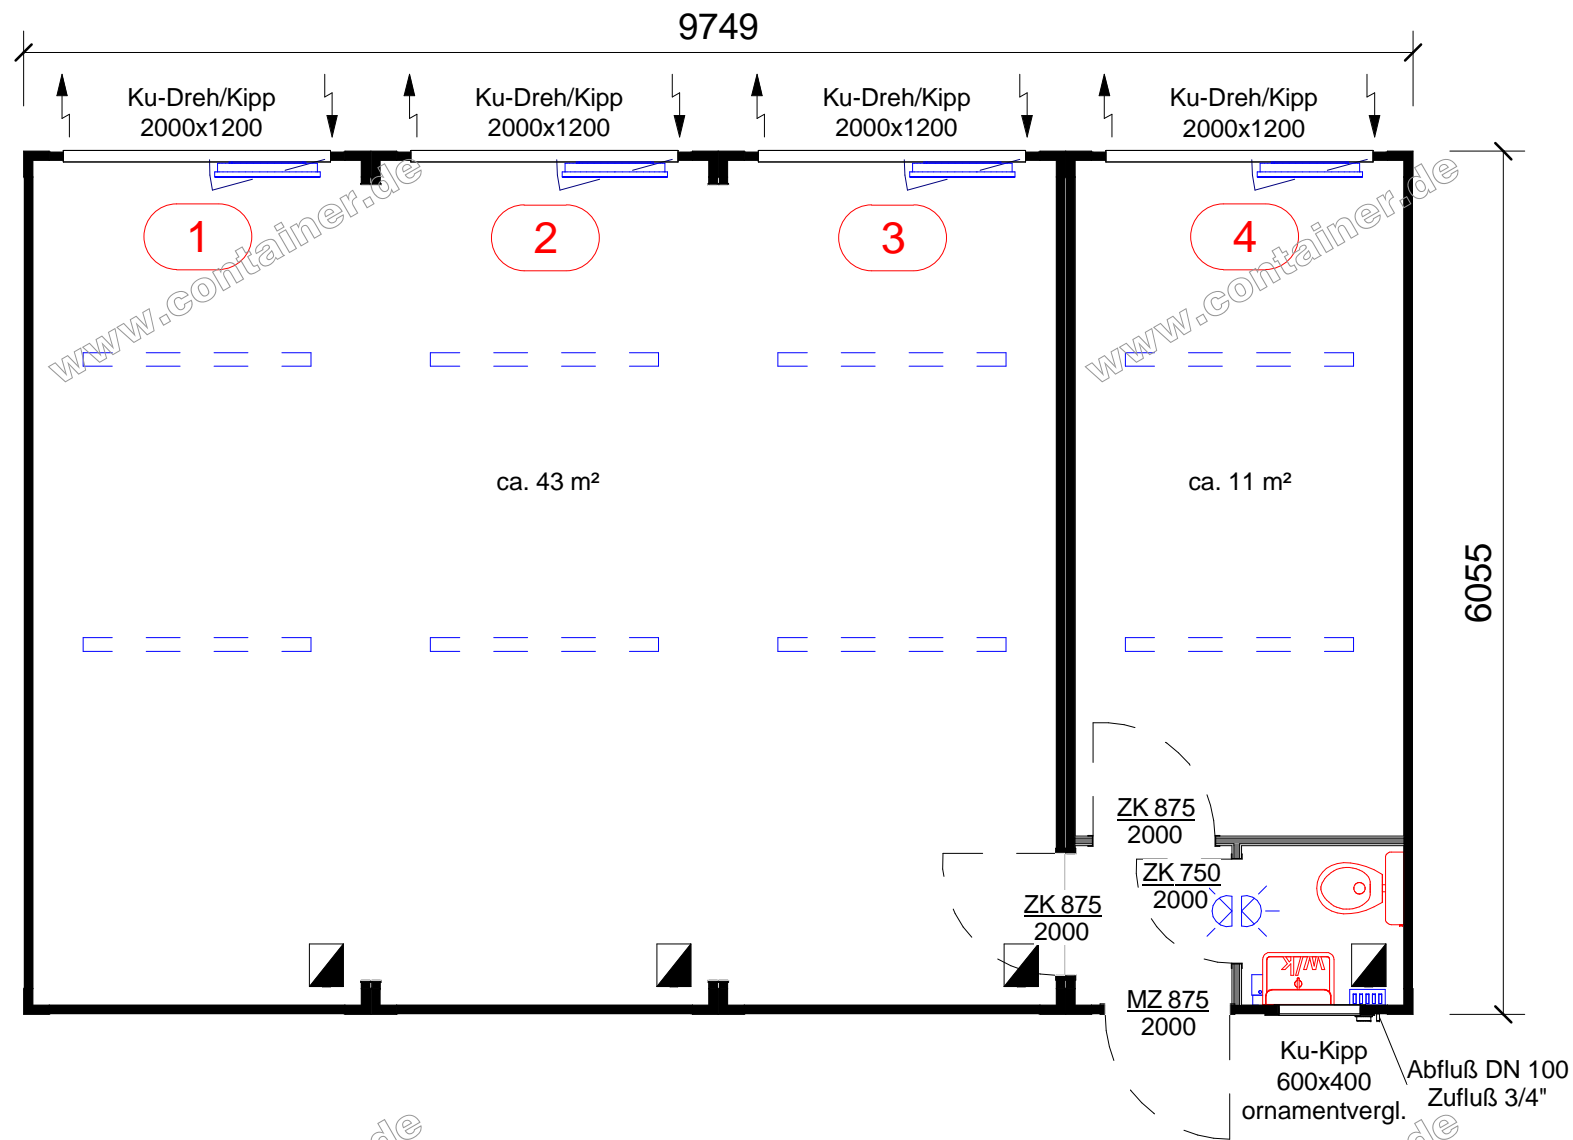 9749
Ku-Dreh/Kipp
2000x1200
Ku-Dreh/Kipp
2000x1200
Ku-Dreh/Kipp
2000x1200
Ku-Dreh/Kipp
2000x1200
www.container.de
www.container.de
1
2
3
4
ca. 43 m²
ca. 11 m²
6055
ZK 875
2000
ZK 750
2000
ZK 875
2000
W/K
MZ 875
2000
Ku-Kipp
600x400
ornamentvergl.
Abfluß DN 100
Zufluß 3/4"
.de
.de